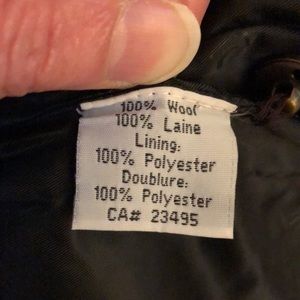 100% Wool
100% Laine
Lining:
100% Polyester
Doublure:
100% Polyester
CA# 23495